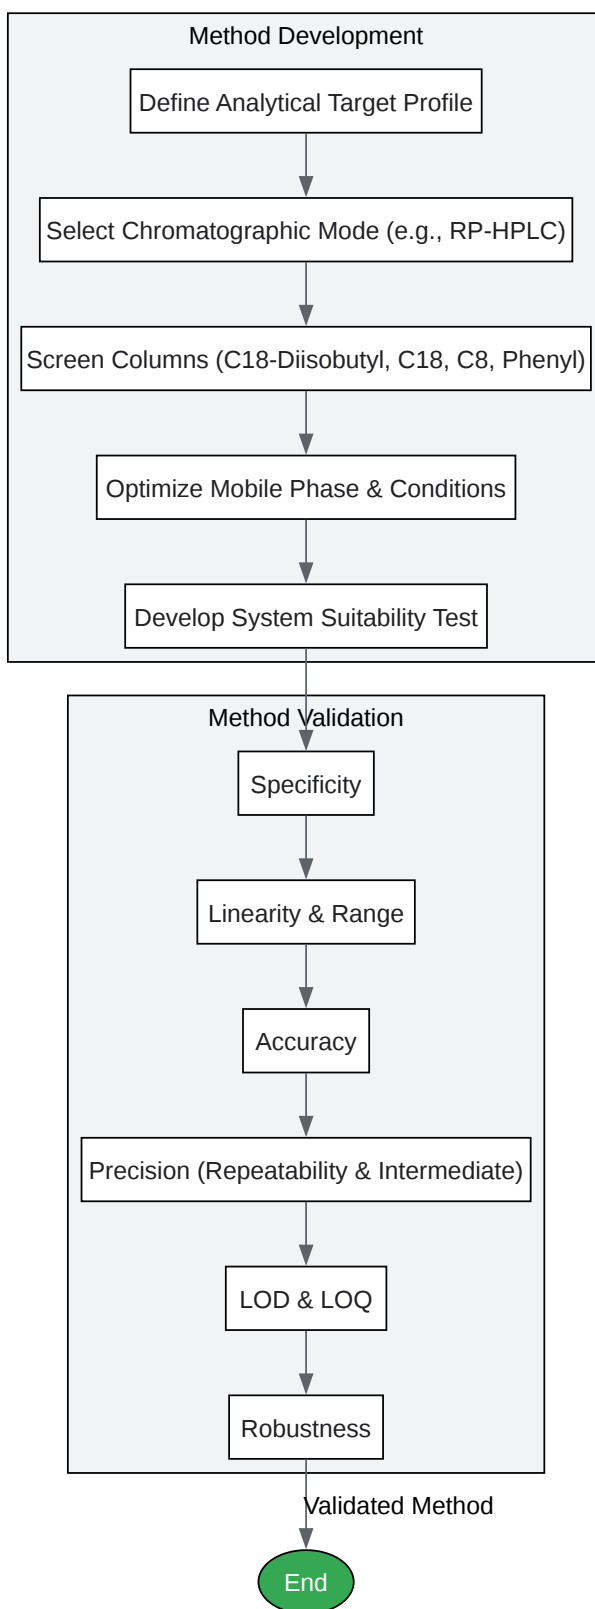 Method Development
Define Analytical Target Profile
Select Chromatographic Mode (e.g., RP-HPLC)
Screen Columns (C18-Diisobutyl, C18, C8, Phenyl)
Optimize Mobile Phase & Conditions
Develop System Suitability Test
Method Validation
Specificity
Linearity & Range
Accuracy
Precision (Repeatability & Intermediate)
LOD & LOQ
Robustness
Validated Method
End